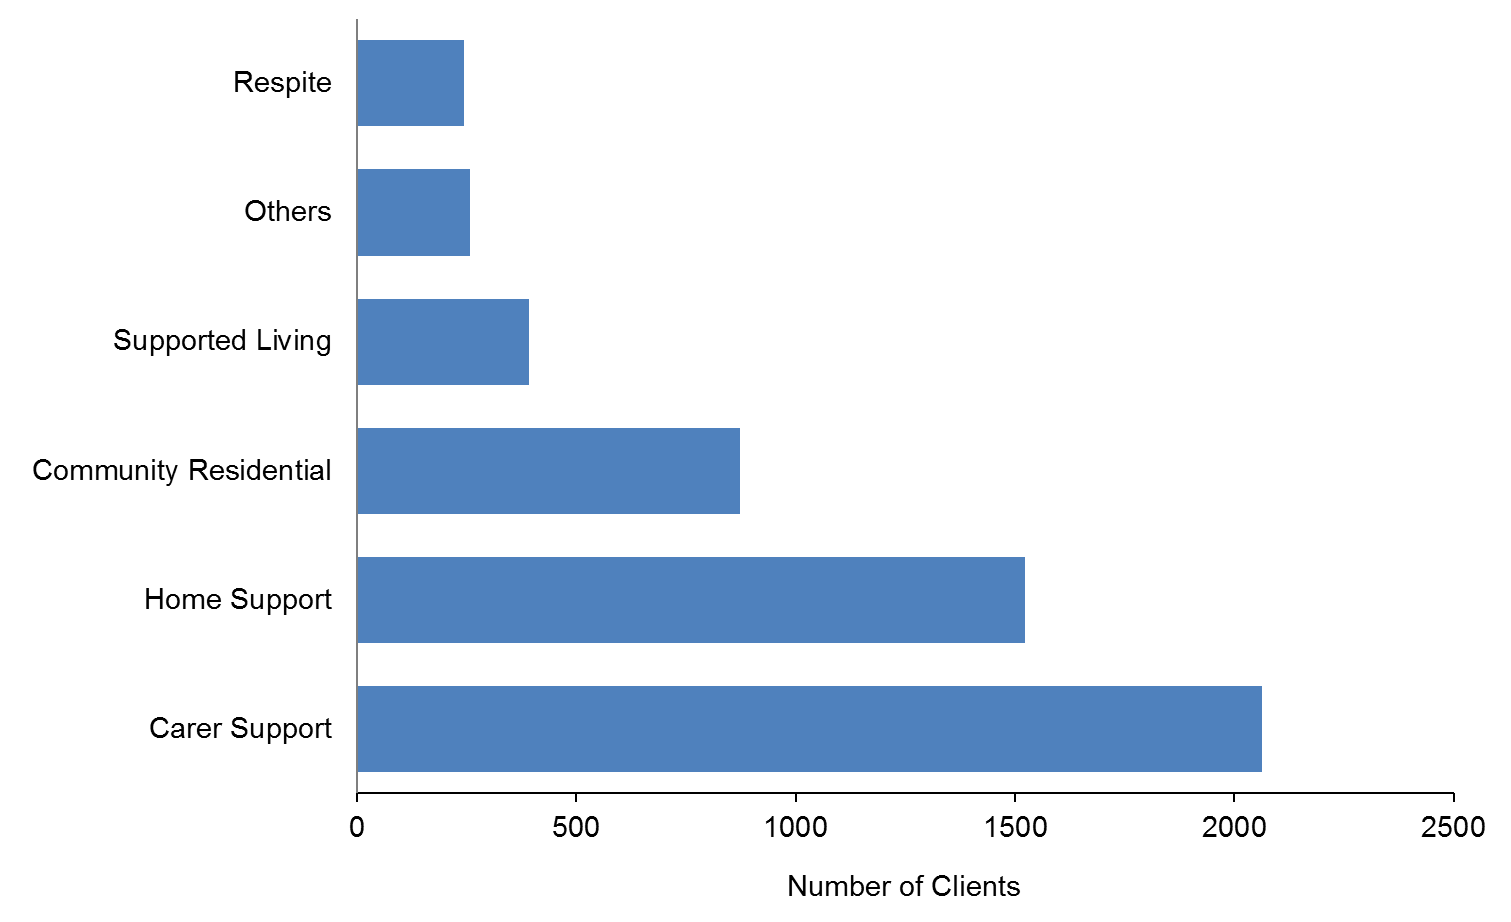 Respite
Others
Supported Living
Community Residential
Home Support
Carer Support
0 500 1000 1500 2000 2500
Number of Clients